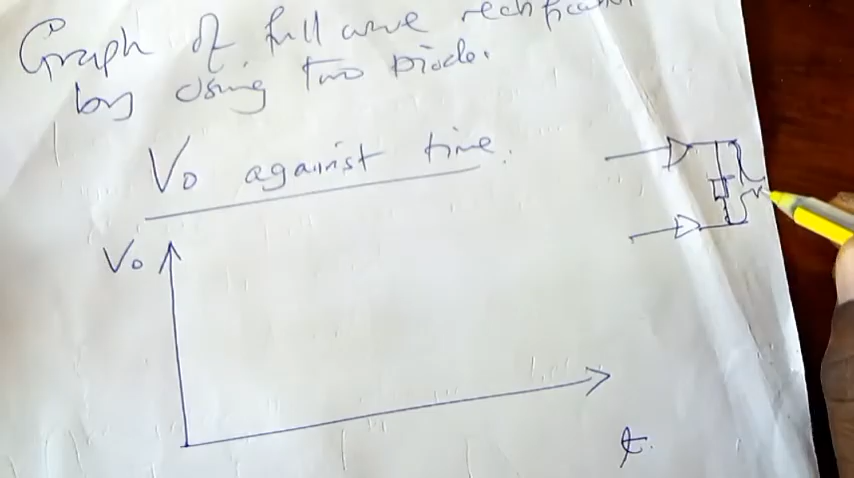 Graph of full wave rectification
by using two Diode.
Vo against time.
Vo
t.